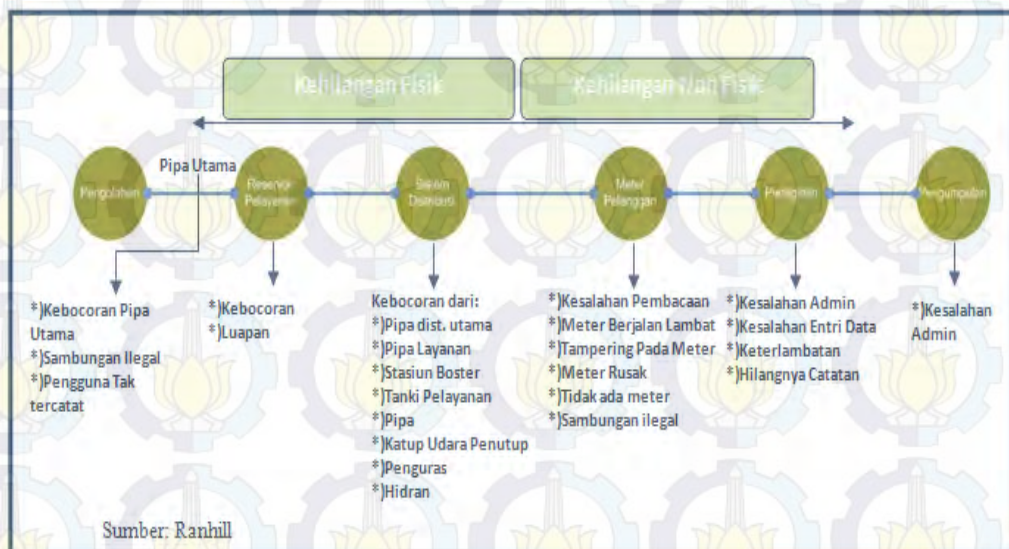 Kehilangan Fisik
Kehilangan Non Fisik
Pipa Utama
Pengolahan
Reservoir
Pelayanan
Sistem
Distribusi
Meter
Pelanggan
Penagihan
Pengumpulan
*)Kebocoran Pipa
Utama
*)Sambungan Ilegal
*)Pengguna Tak
tercatat
*)Kebocoran
*)Luapan
Kebocoran dari:
*)Pipa dist. utama
*)Pipa Layanan
*)Stasiun Boster
*)Tanki Pelayanan
*)Pipa
*)Katup Udara Penutup
*)Penguras
*)Hidran
*)Kesalahan Pembacaan
*)Meter Berjalan Lambat
*)Tampering Pada Meter
*)Meter Rusak
*)Tidak ada meter
*)Sambungan ilegal
*)Kesalahan Admin
*)Kesalahan Entri Data
*)Keterlambatan
*)Hilangnya Catatan
*)Kesalahan
Admin
Sumber: Ranhill